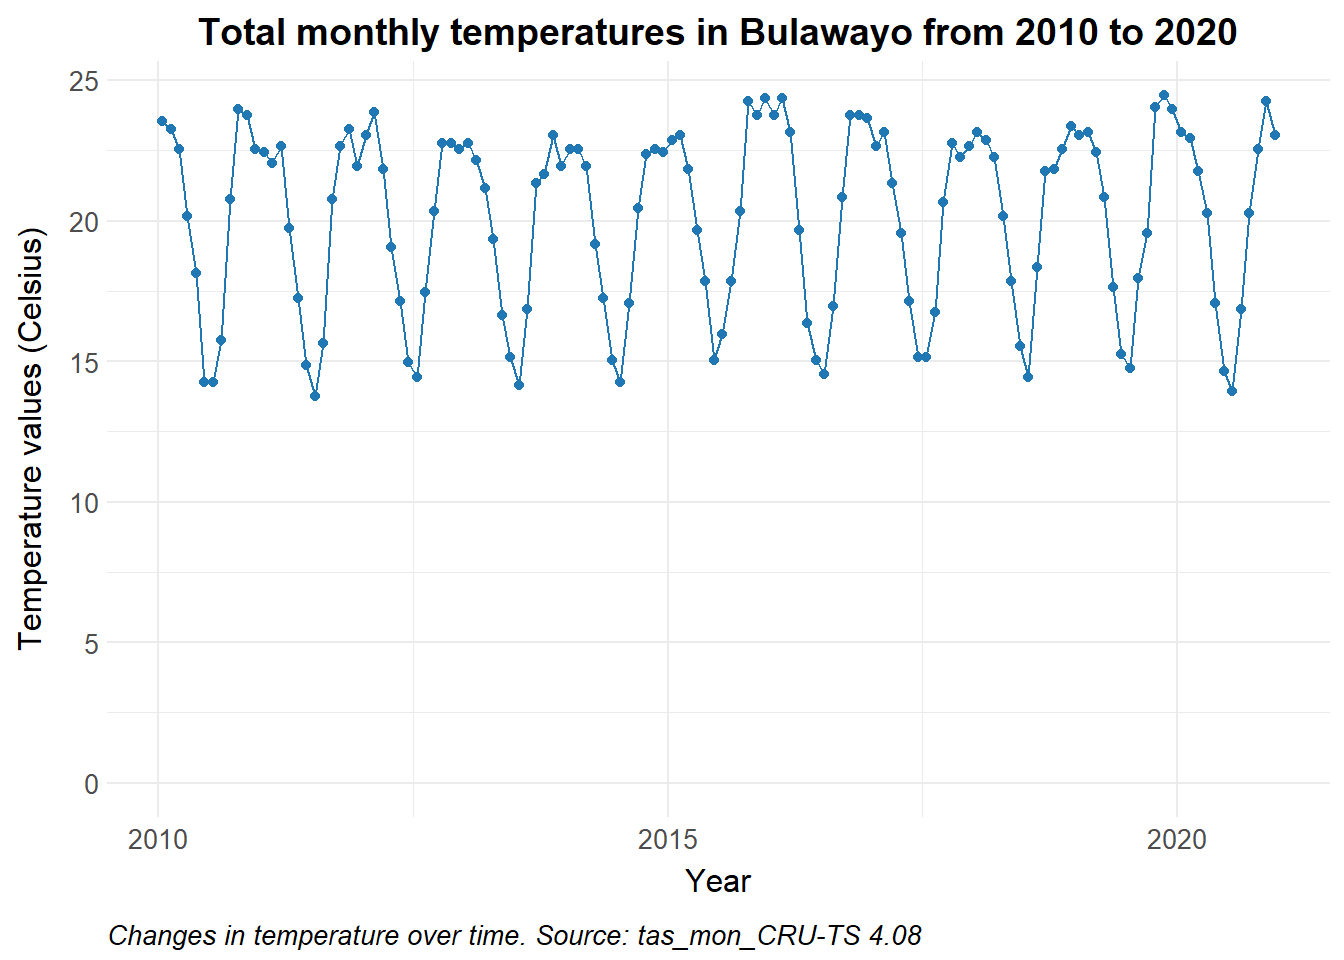 Total monthly temperatures in Bulawayo from 2010 to 2020
Temperature values (Celsius)
25
20
15
10
5
0
2010 2015 2020
Year
Changes in temperature over time. Source: tas_mon_CRU-TS 4.08